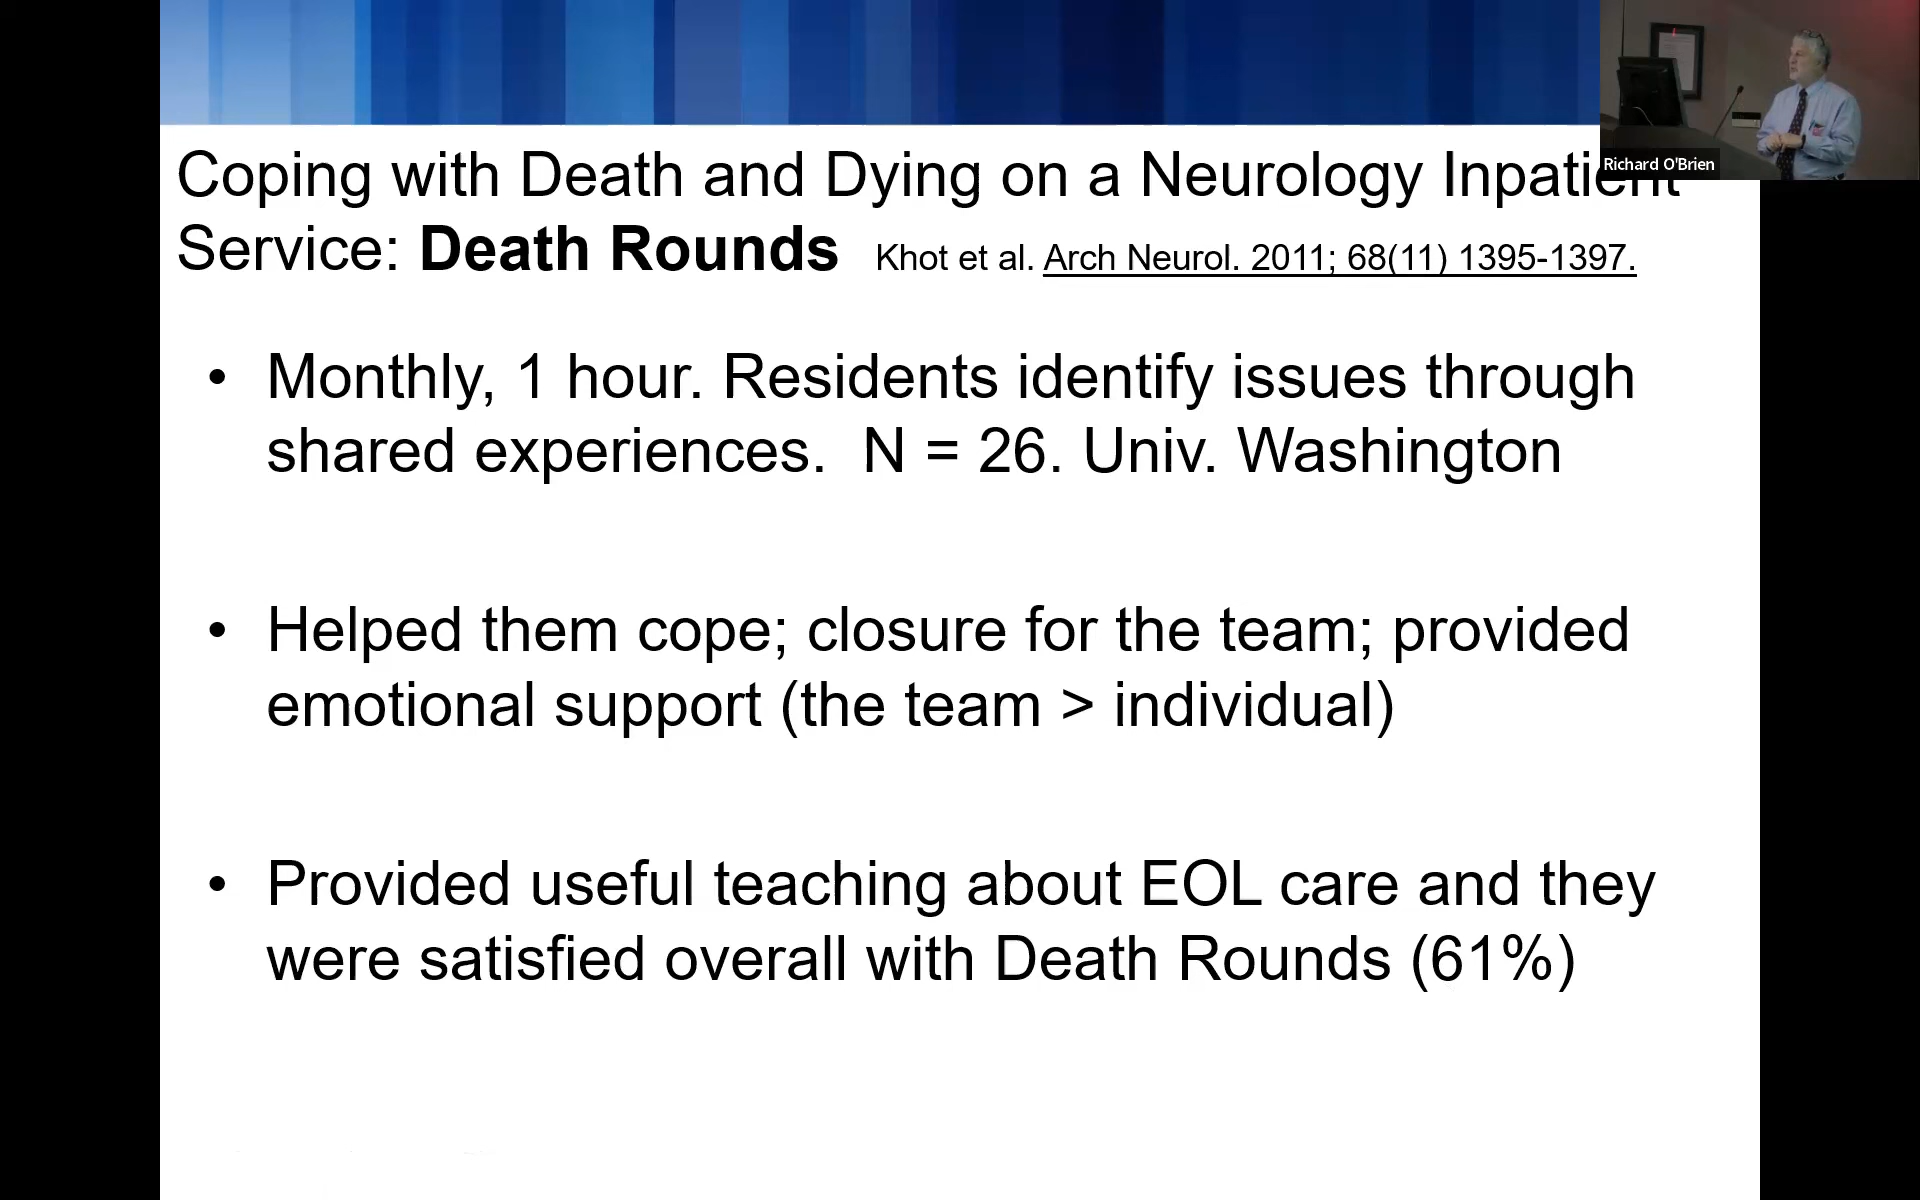 Coping with Death and Dying on a Neurology Inpatient
Richard O'Brien
Service: Death Rounds Khot et al. Arch Neurol. 2011; 68(11) 1395-1397.
• Monthly, 1 hour. Residents identify issues through
shared experiences. N = 26. Univ. Washington
• Helped them cope; closure for the team; provided
emotional support (the team > individual)
• Provided useful teaching about EOL care and they
were satisfied overall with Death Rounds (61%)